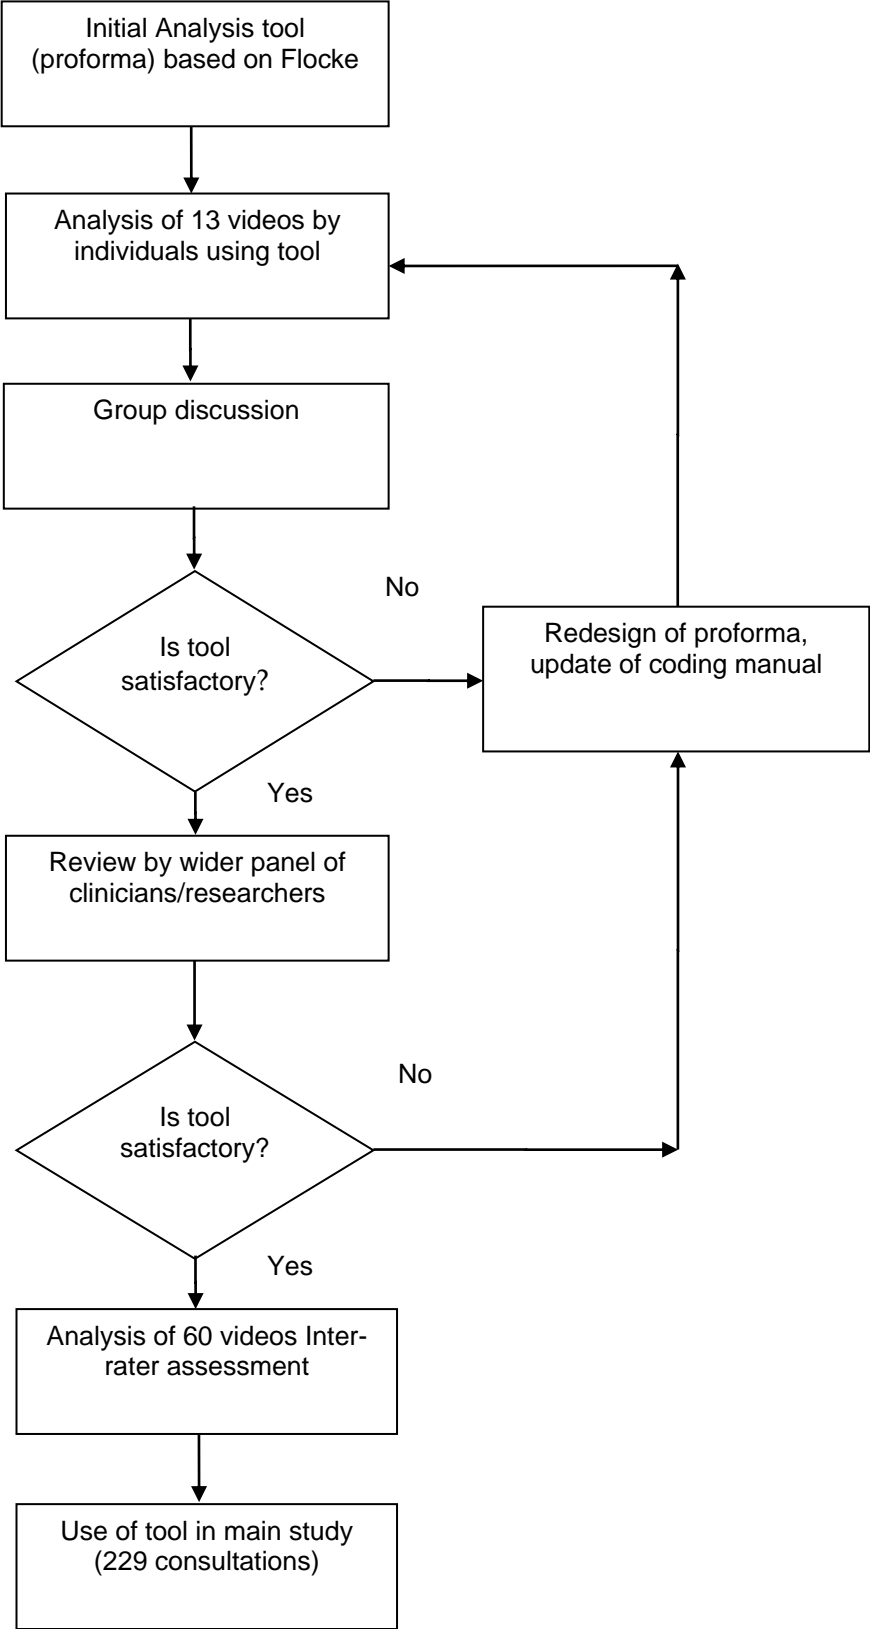 Initial Analysis tool
(proforma) based on Flocke
Analysis of 13 videos by
individuals using tool
Group discussion
No
Is tool
satisfactory?
Redesign of proforma,
update of coding manual
Yes
Review by wider panel of
clinicians/researchers
No
Is tool
satisfactory?
Yes
Analysis of 60 videos Inter-
rater assessment
Use of tool in main study
(229 consultations)